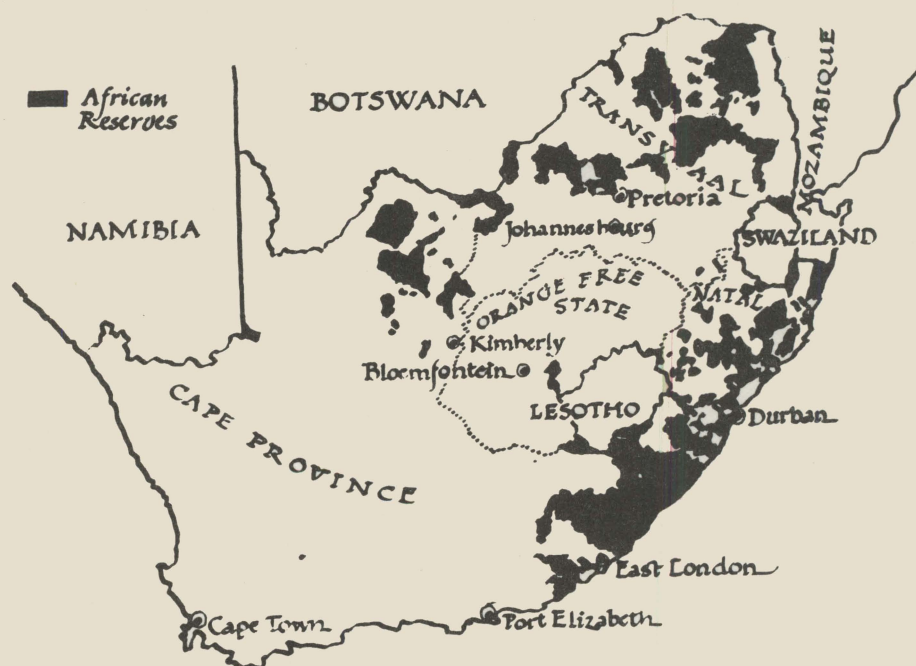 African
Reserves
BOTSWANA
MOZAMBIQUE
TRANSVAAL
NAMIBIA
Pretoria
Johannesburg
SWAZILAND
ORANGE FREE
STATE
NATAL
Kimberly
Bloemfontein
LESOTHO
Durban
CAPE PROVINCE
East London
Cape Town
Port Elizabeth